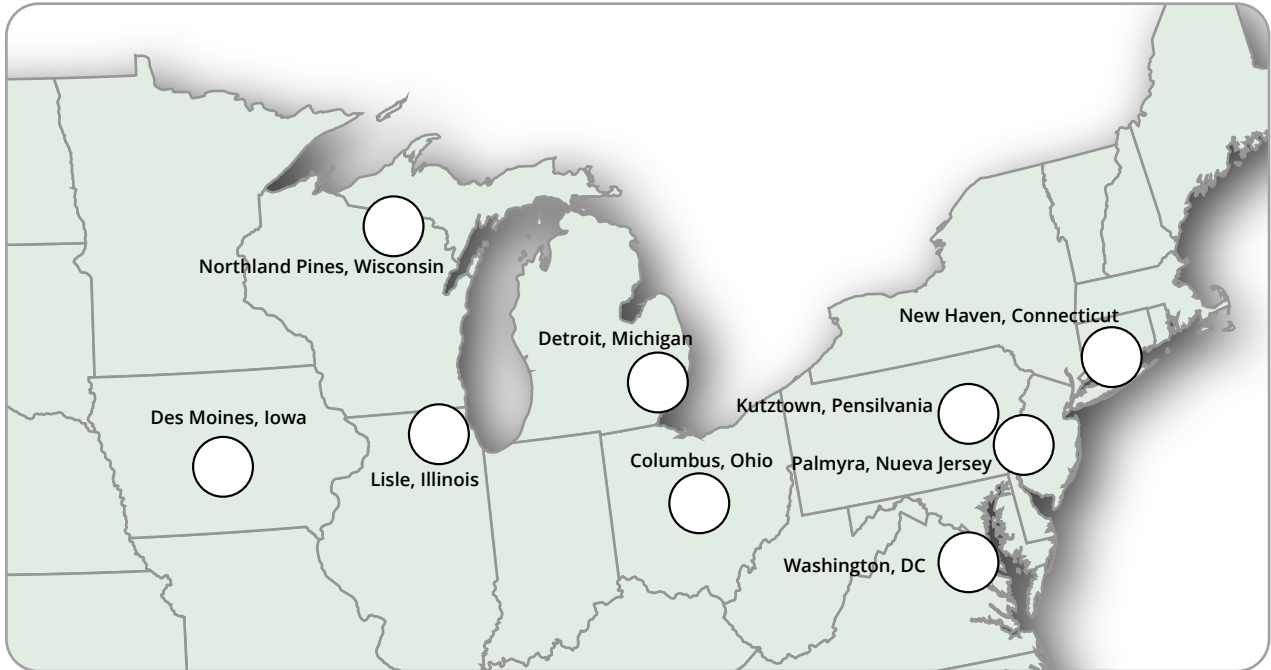 Northland Pines, Wisconsin
New Haven, Connecticut
Detroit, Michigan
Kutztown, Pensilvania
Des Moines, Iowa
Columbus, Ohio
Palmyra, Nueva Jersey
Lisle, Illinois
Washington, DC